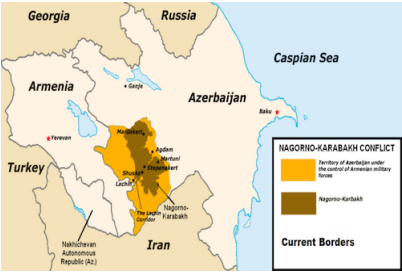 Georgia
Russia
Caspian Sea
Armenia
Ganja
Azerbaijan
Baku
Yerevan
Mardakert
Agdam
Martuni
Stepanakert
Shusha
Lachin
Turkey
The Lachin
Corridor
Nagorno-
Karabakh
Nakhichevan
Autonomous
Republic (Az.)
Iran
NAGORNO-KARABAKH CONFLICT
Territory of Azerbaijan under
the control of Armenian military
forces
Nagorno-Karbakh
Current Borders